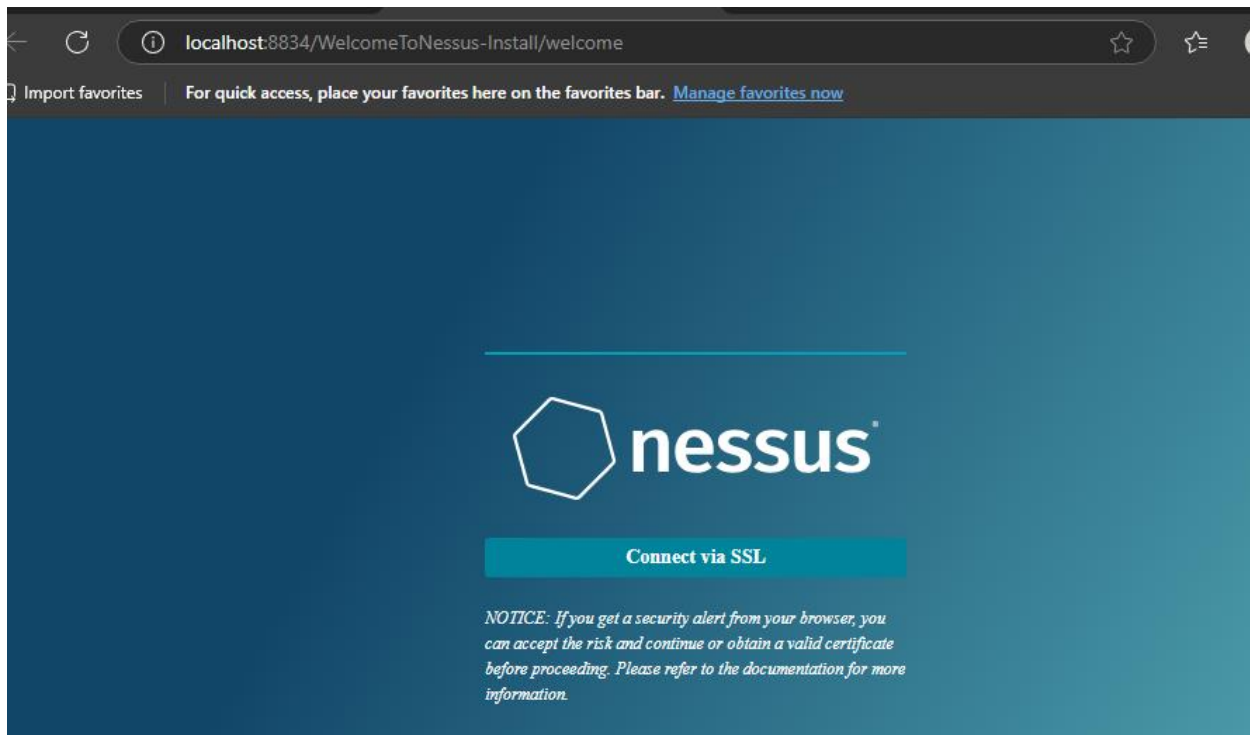 localhost:8834/WelcomeToNessus-Install/welcome
Import favorites
For quick access, place your favorites here on the favorites bar. Manage favorites now
nessus
Connect via SSL
NOTICE: If you get a security alert from your browser, you
can accept the risk and continue or obtain a valid certificate
before proceeding. Please refer to the documentation for more
information.